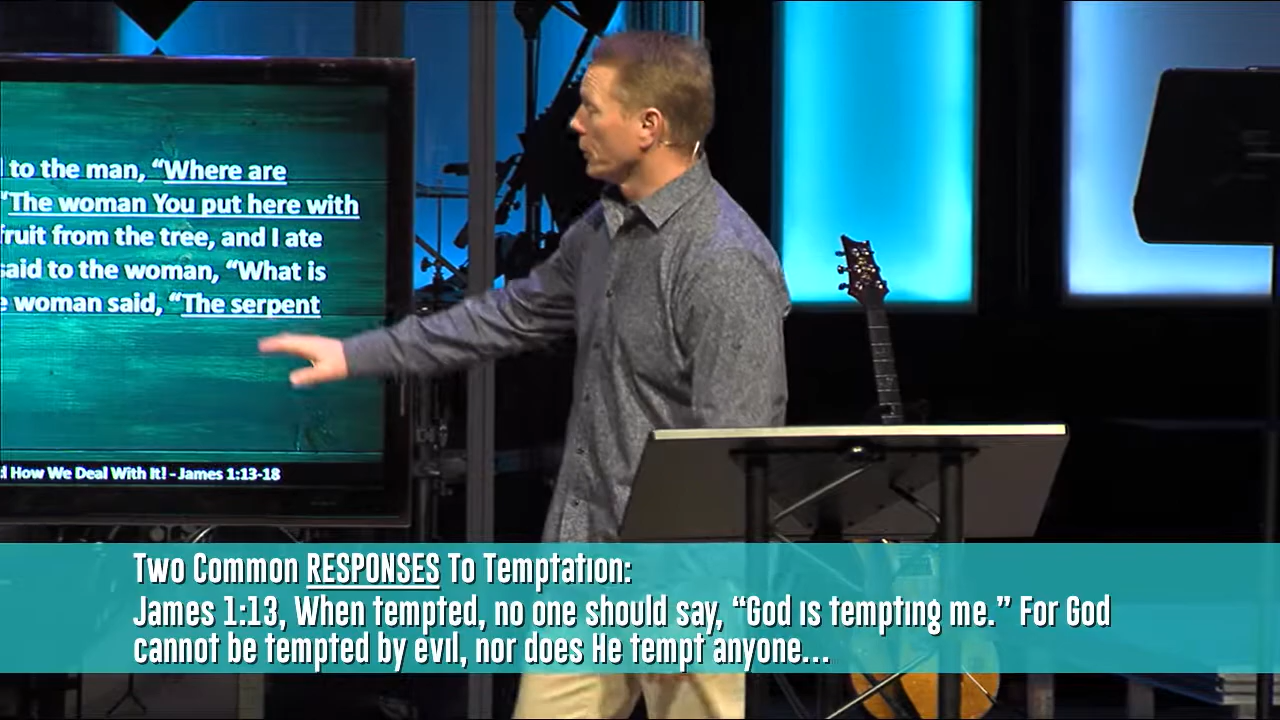 to the man, “Where are
“The woman You put here with
fruit from the tree, and I ate
said to the woman, “What is
woman said, “The serpent
How We Deal With It! - James 1:13-18
Two Common RESPONSES To Temptation:
James 1:13, When tempted, no one should say, “God is tempting me.” For God
cannot be tempted by evil, nor does He tempt anyone...